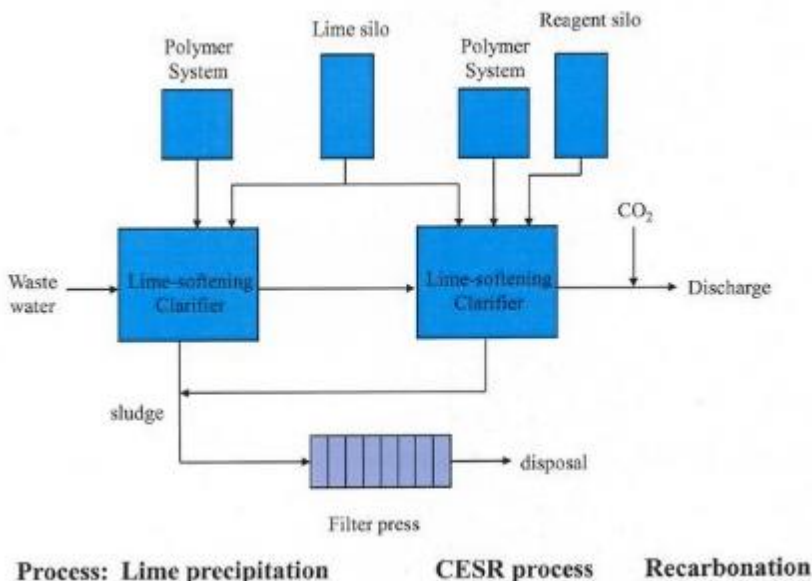 Polymer
System
Lime silo
Polymer
System
Reagent silo
CO₂
Waste
water
Lime-softening
Clarifier
Lime-softening
Clarifier
Discharge
sludge
disposal
Filter press
Process: Lime precipitation CESR process Recarbonation